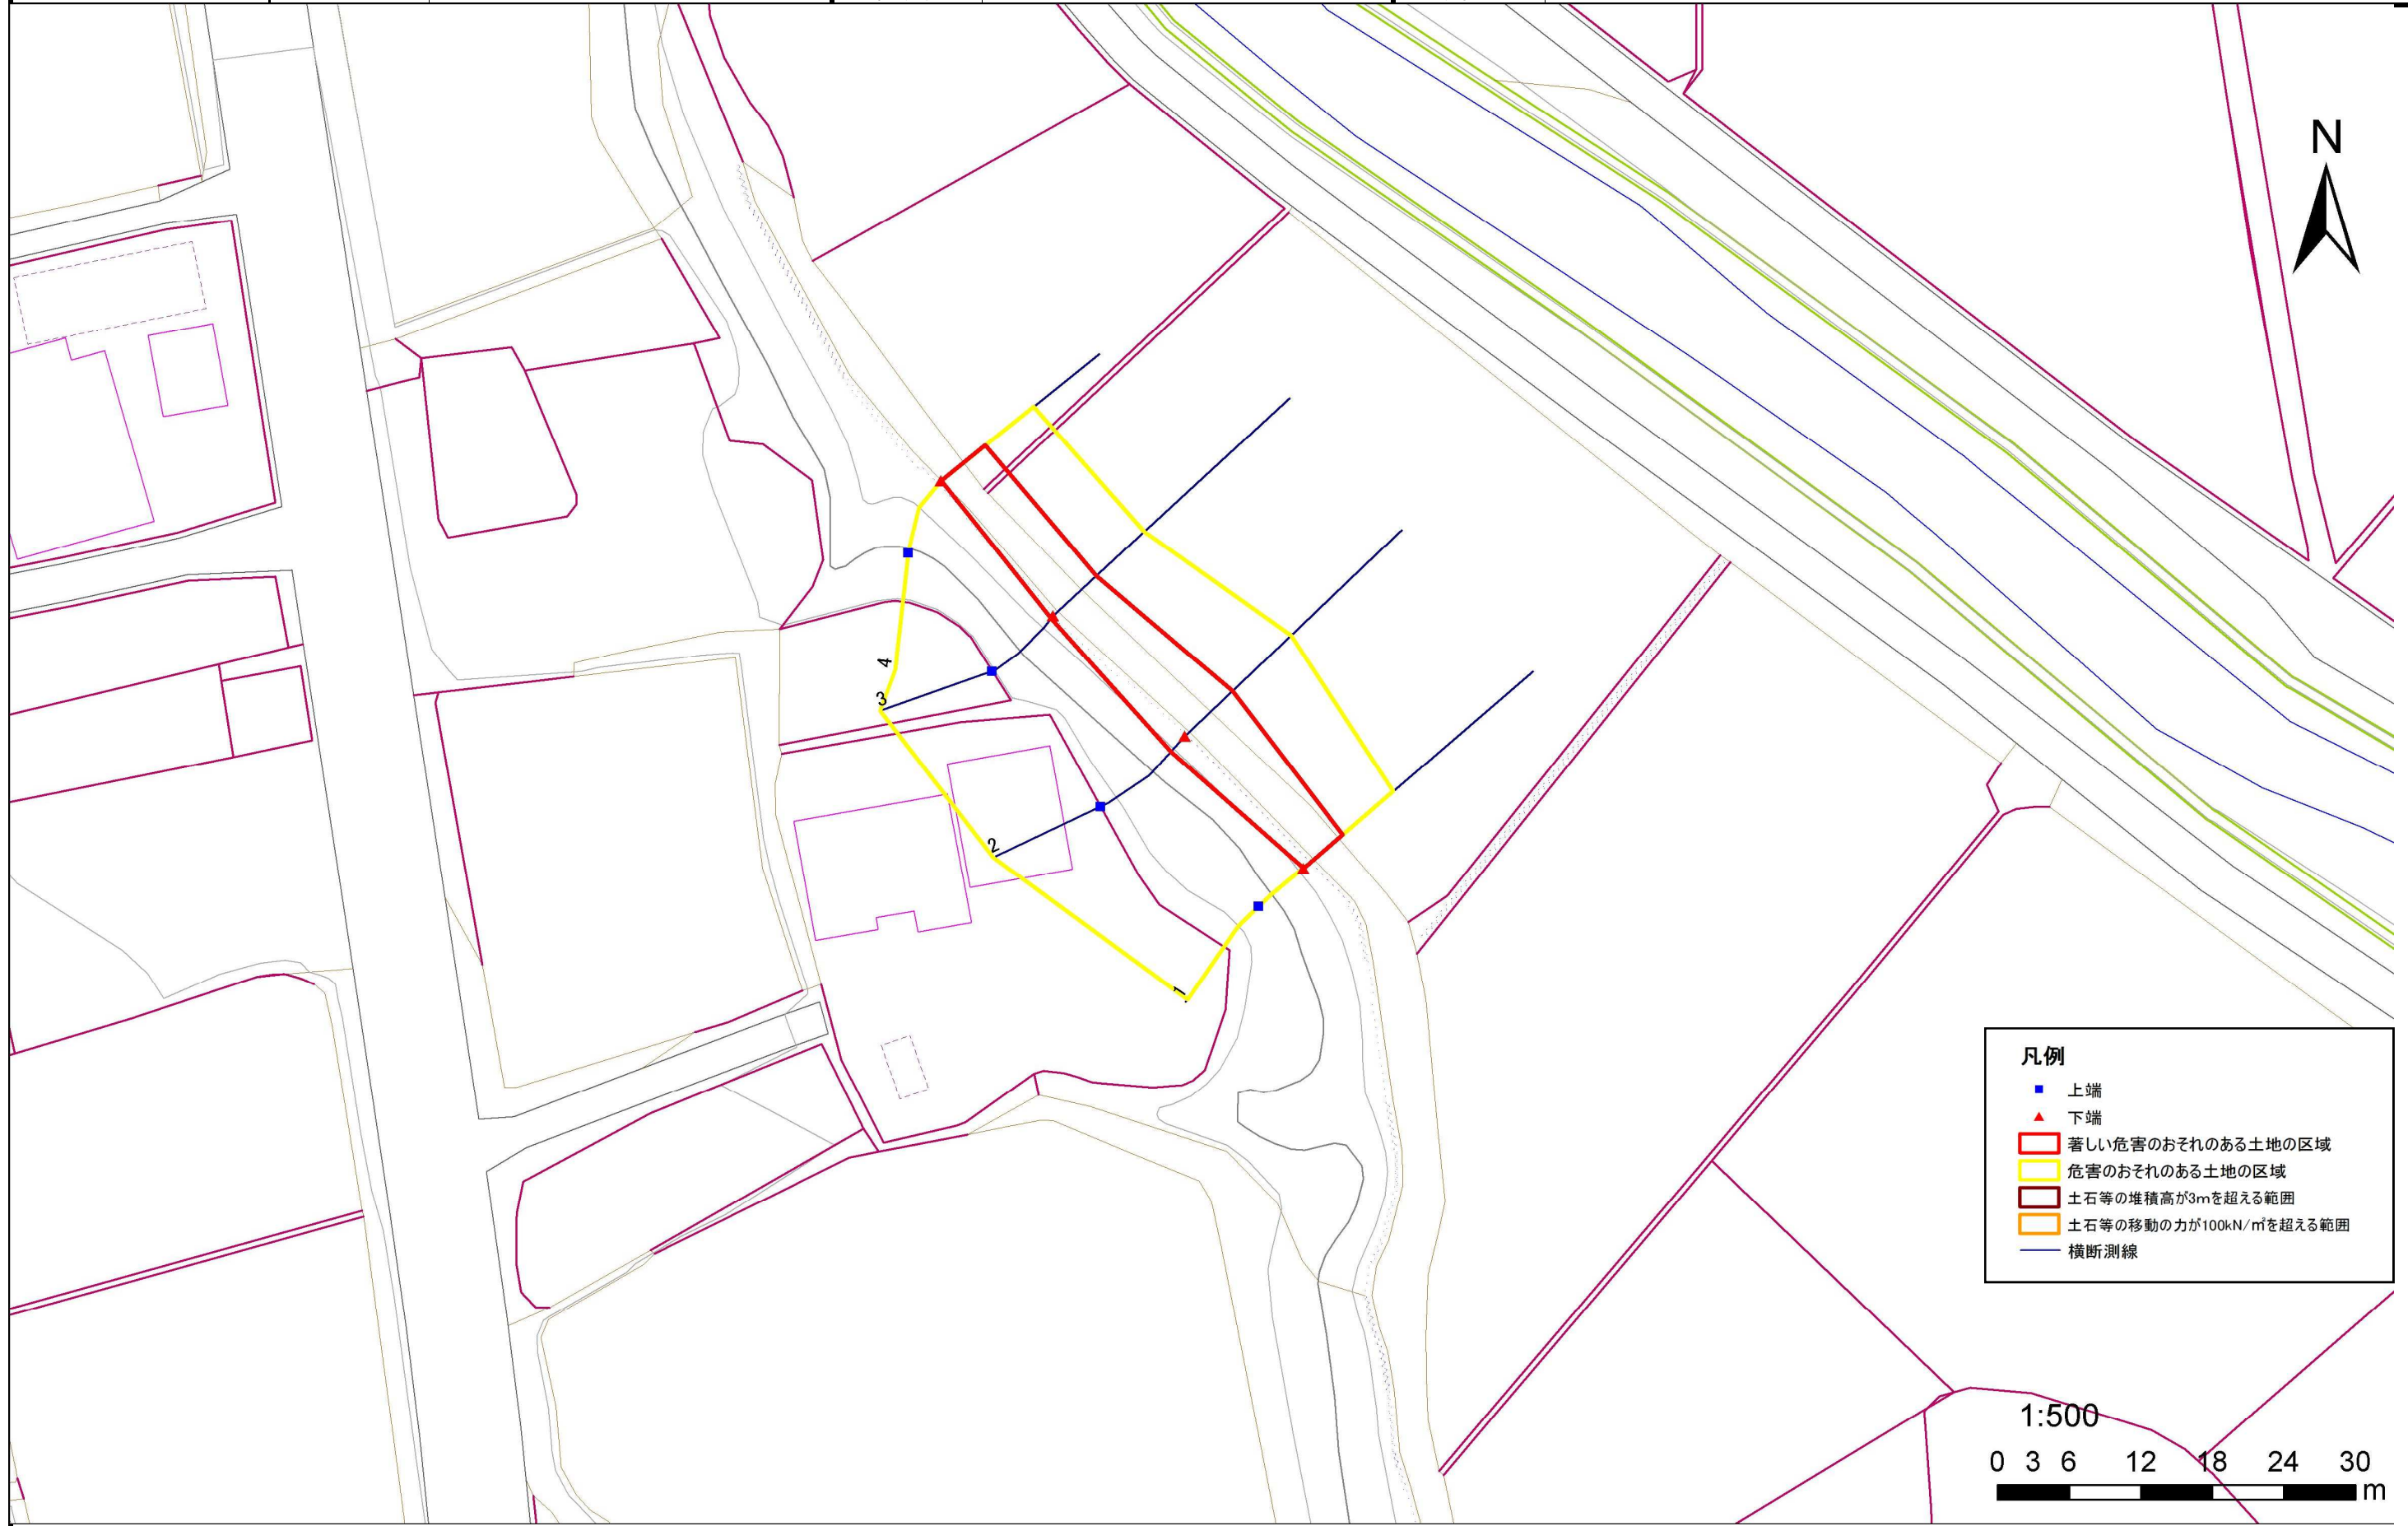 N
4
3
2
1
凡例
上端
下端
著しい危害のおそれのある土地の区域
危害のおそれのある土地の区域
土石等の堆積高が3mを超える範囲
土石等の移動の力が100kN/㎡を超える範囲
横断測線
1:500
0 3 6 12 18 24 30
m